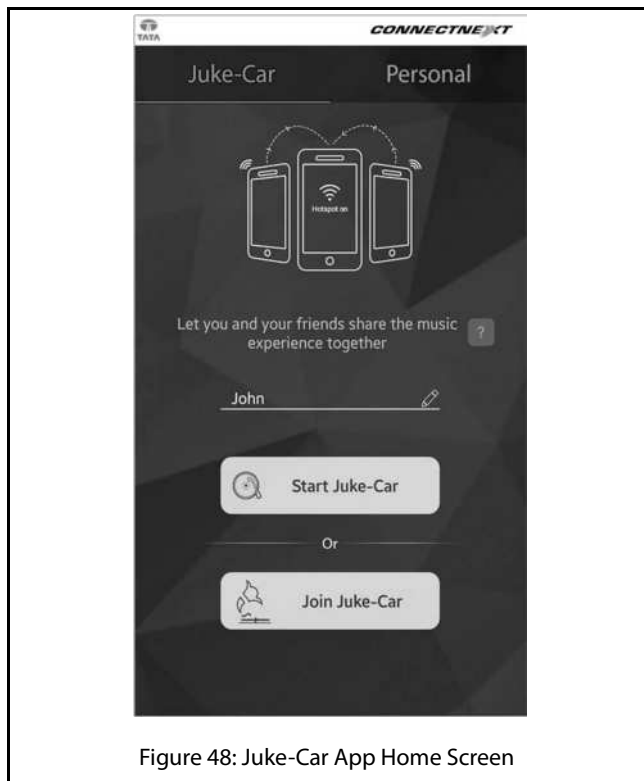 TATA
CONNECTNEXT
Juke-Car
Personal
Hotspot on
Let you and your friends share the music
experience together
?
John
Start Juke-Car
Or
Join Juke-Car
Figure 48: Juke-Car App Home Screen